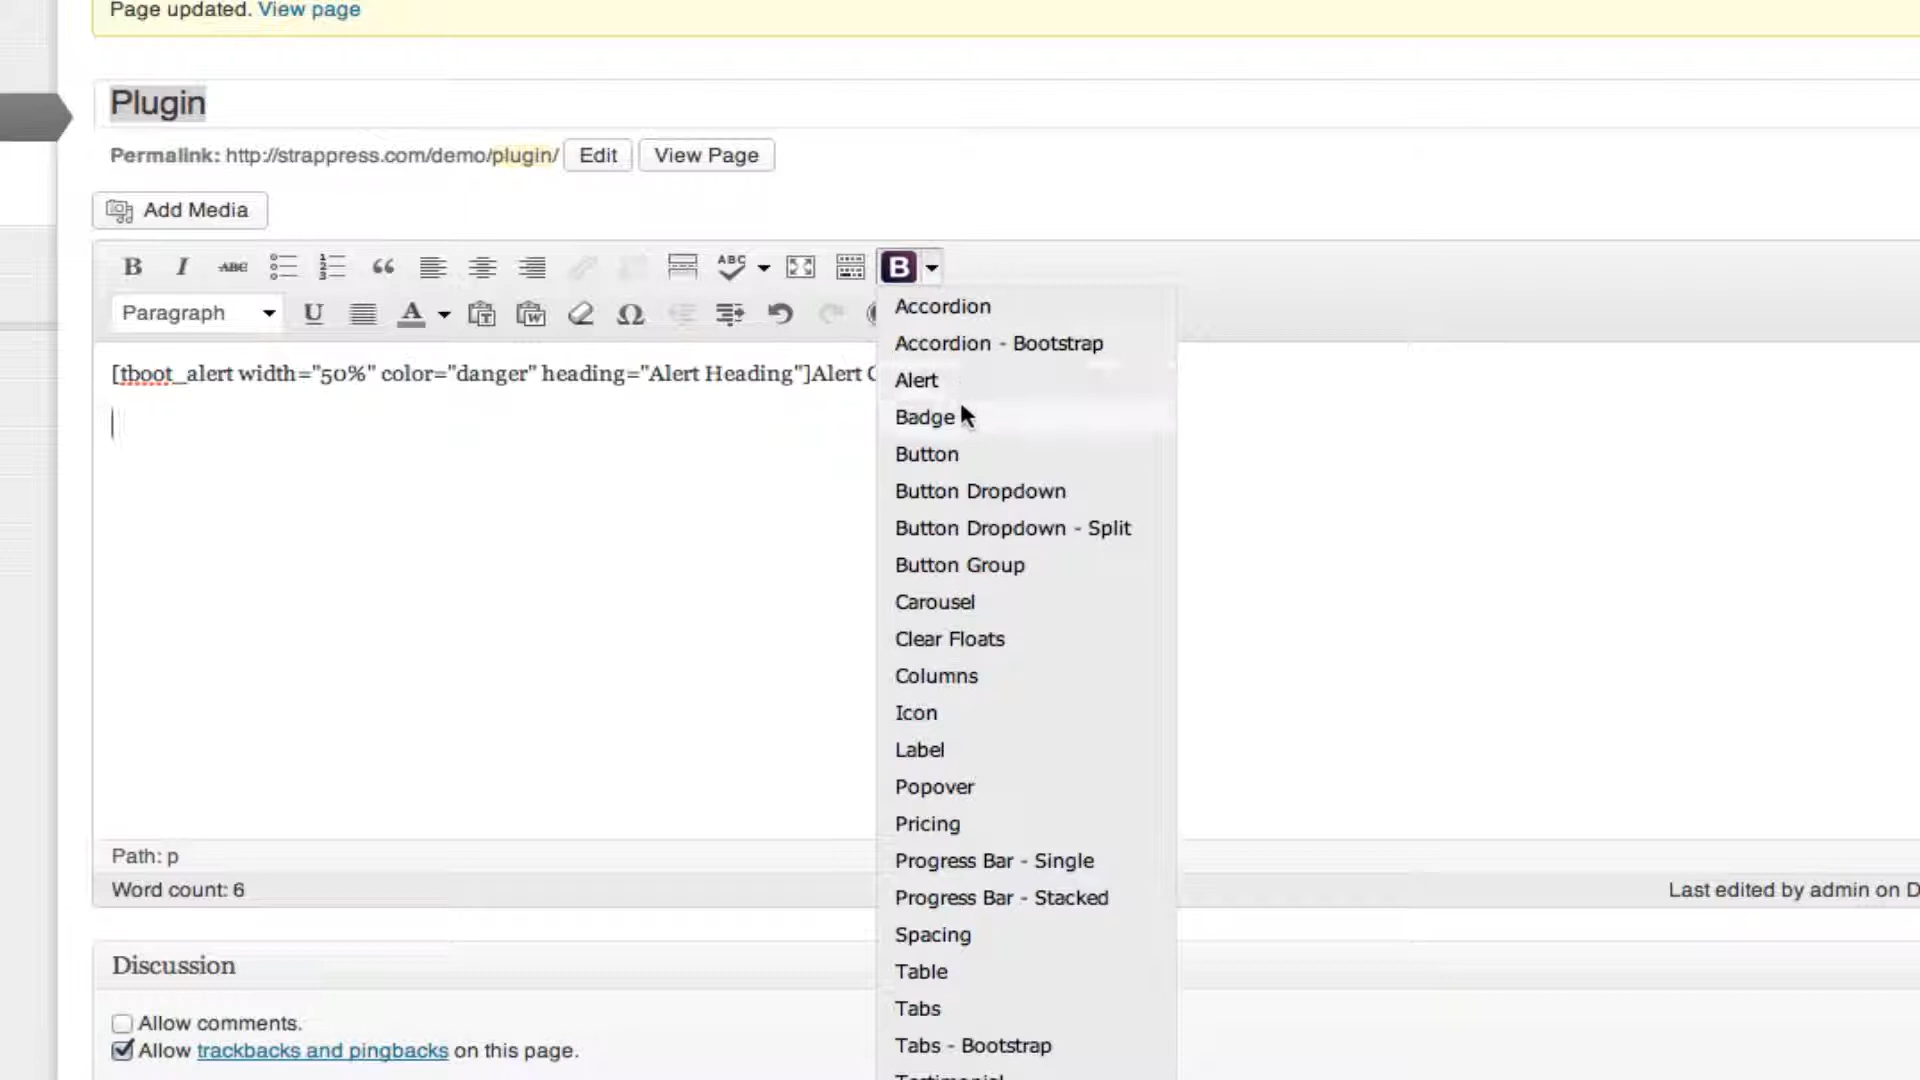 Page updated. View page
Plugin
Permalink: http://strappress.com/demo/plugin/ Edit View Page
Add Media
B I ABC ABC B
Paragraph U A T W Ω
[tboot_alert width="50%" color="danger" heading="Alert Heading"]Alert
Accordion
Accordion - Bootstrap
Alert
Badge
Button
Button Dropdown
Button Dropdown - Split
Button Group
Carousel
Clear Floats
Columns
Icon
Label
Popover
Pricing
Progress Bar - Single
Progress Bar - Stacked
Spacing
Table
Tabs
Tabs - Bootstrap
Path: p
Word count: 6
Last edited by admin on
Discussion
Allow comments.
Allow trackbacks and pingbacks on this page.